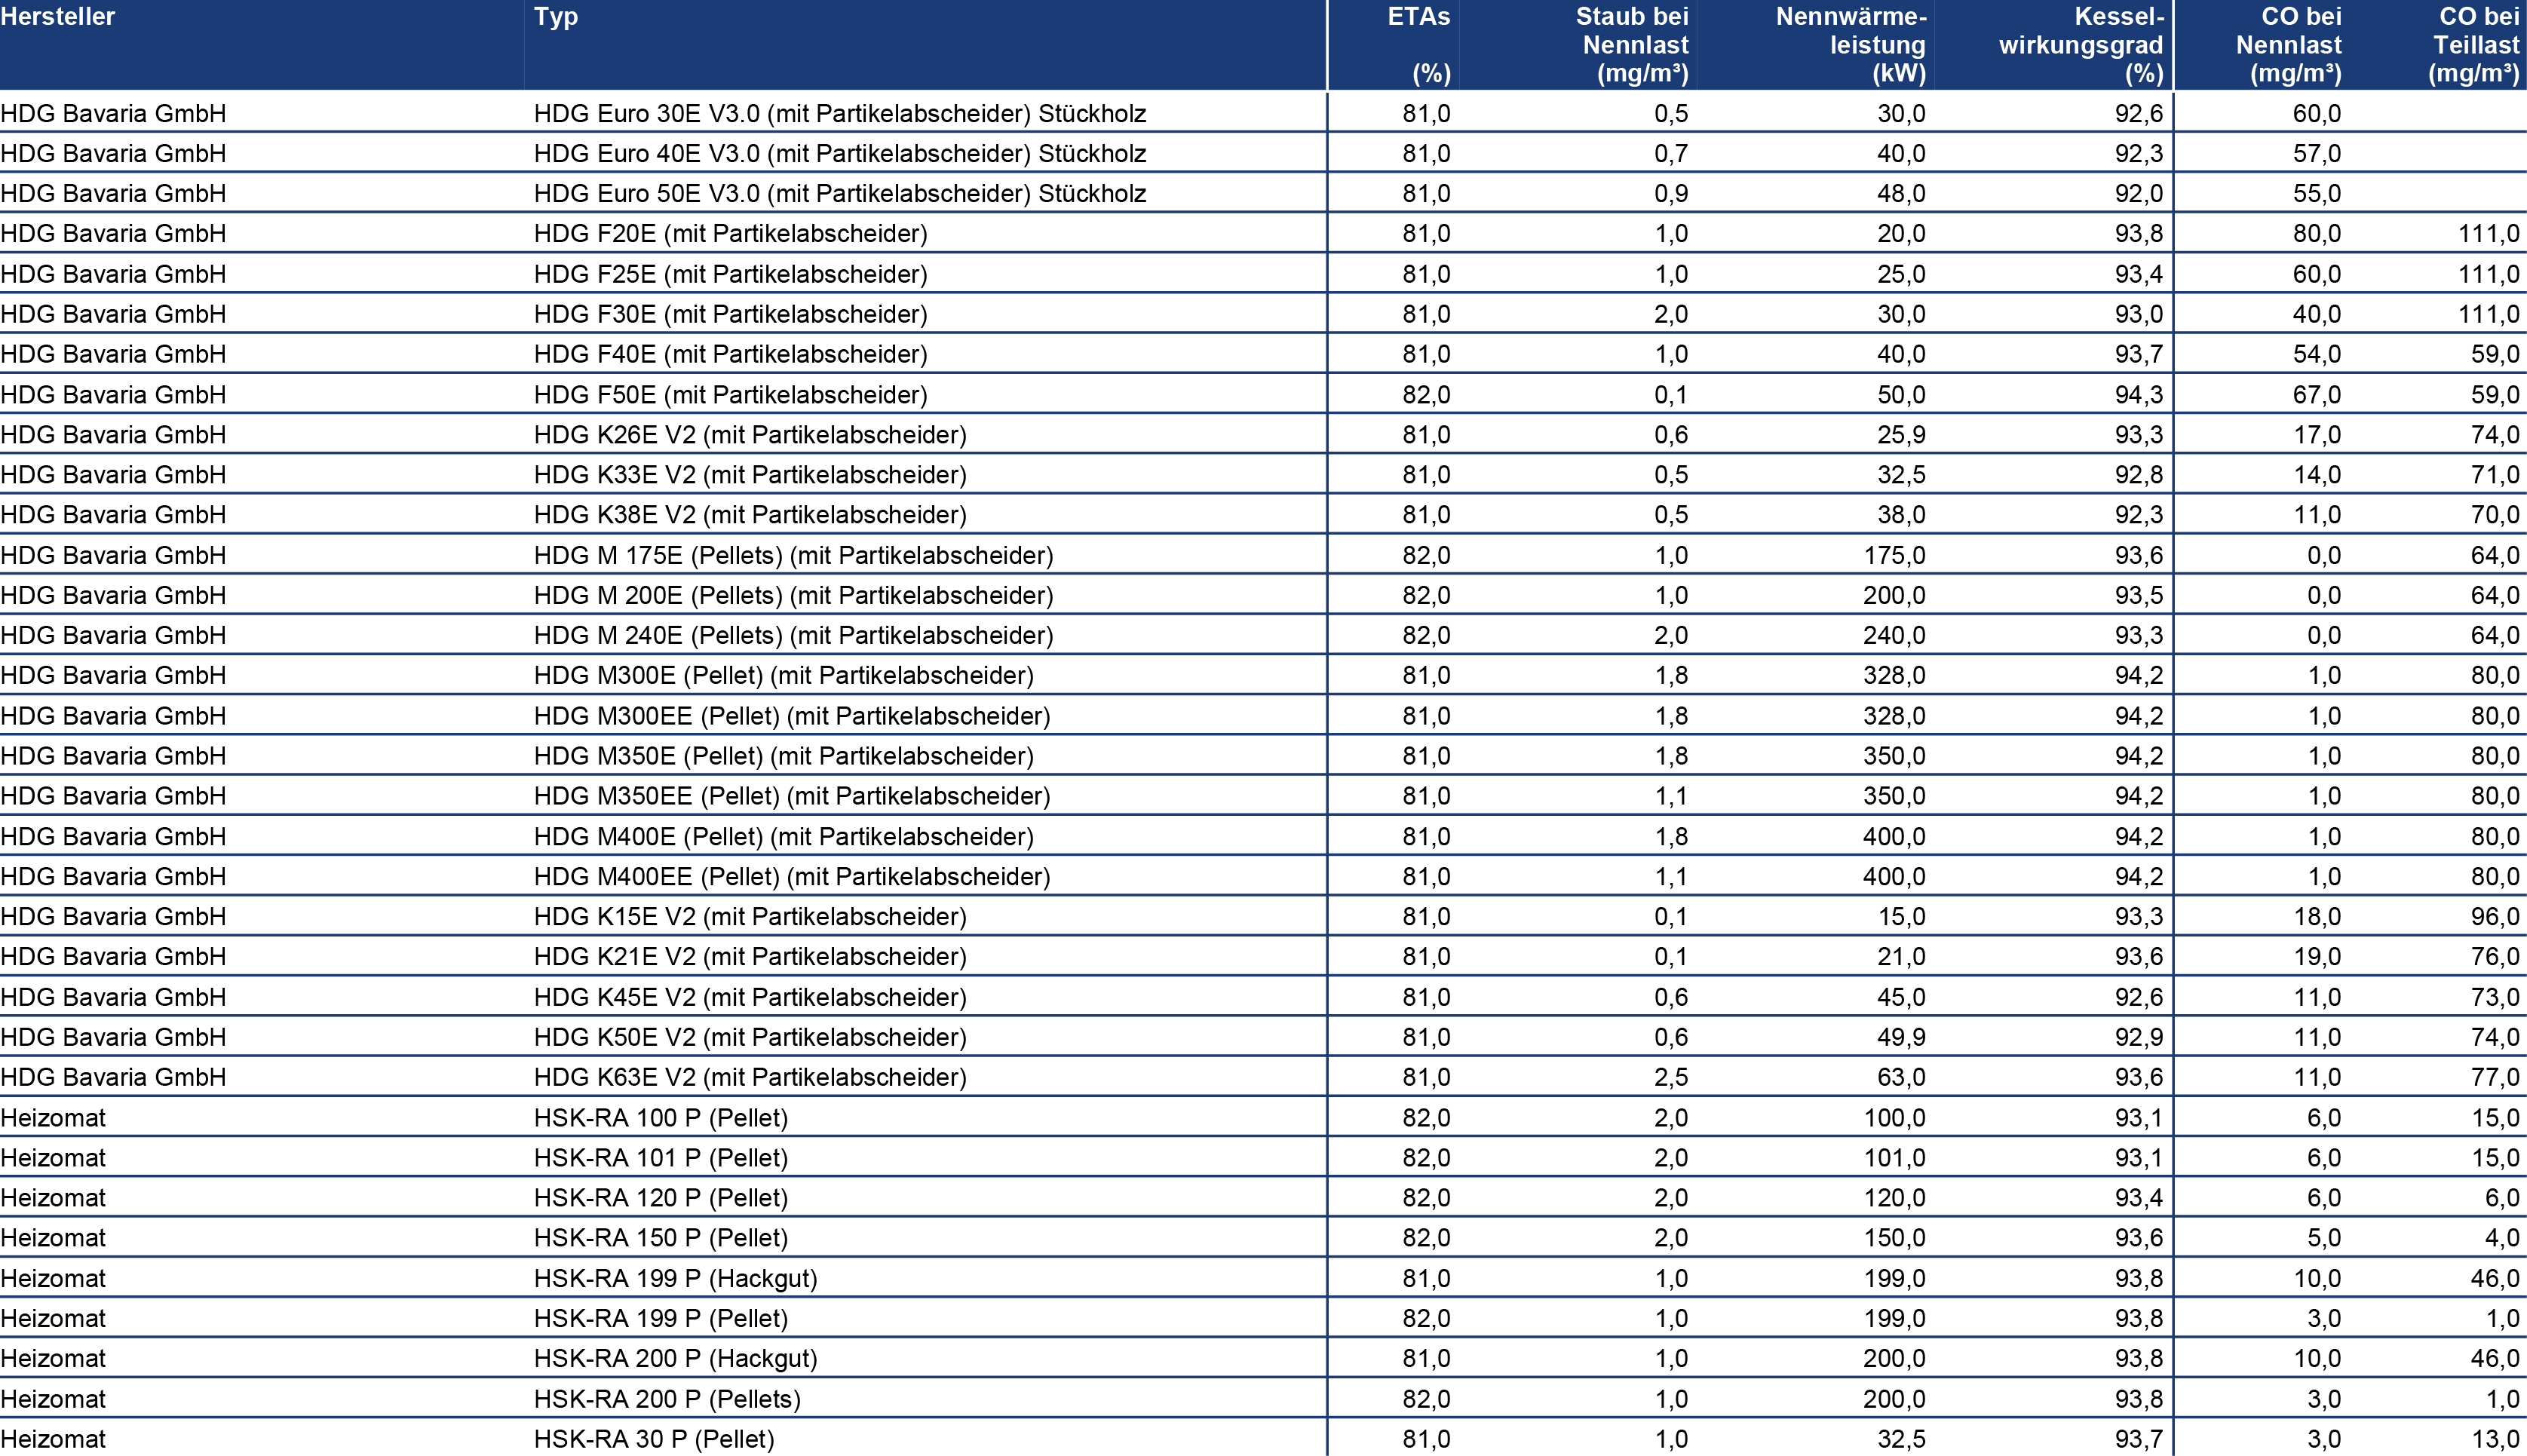 Hersteller Typ ETAs (%) Staub bei Nennlast (mg/m³) Nennwärme-leistung (kW) Kessel-wirkungsgrad (%) CO bei Nennlast (mg/m³) CO bei Teillast (mg/m³)
HDG Bavaria GmbH HDG Euro 30E V3.0 (mit Partikelabscheider) Stückholz 81,0 0,5 30,0 92,6 60,0
HDG Bavaria GmbH HDG Euro 40E V3.0 (mit Partikelabscheider) Stückholz 81,0 0,7 40,0 92,3 57,0
HDG Bavaria GmbH HDG Euro 50E V3.0 (mit Partikelabscheider) Stückholz 81,0 0,9 48,0 92,0 55,0
HDG Bavaria GmbH HDG F20E (mit Partikelabscheider) 81,0 1,0 20,0 93,8 80,0 111,0
HDG Bavaria GmbH HDG F25E (mit Partikelabscheider) 81,0 1,0 25,0 93,4 60,0 111,0
HDG Bavaria GmbH HDG F30E (mit Partikelabscheider) 81,0 2,0 30,0 93,0 40,0 111,0
HDG Bavaria GmbH HDG F40E (mit Partikelabscheider) 81,0 1,0 40,0 93,7 54,0 59,0
HDG Bavaria GmbH HDG F50E (mit Partikelabscheider) 82,0 0,1 50,0 94,3 67,0 59,0
HDG Bavaria GmbH HDG K26E V2 (mit Partikelabscheider) 81,0 0,6 25,9 93,3 17,0 74,0
HDG Bavaria GmbH HDG K33E V2 (mit Partikelabscheider) 81,0 0,5 32,5 92,8 14,0 71,0
HDG Bavaria GmbH HDG K38E V2 (mit Partikelabscheider) 81,0 0,5 38,0 92,3 11,0 70,0
HDG Bavaria GmbH HDG M 175E (Pellets) (mit Partikelabscheider) 82,0 1,0 175,0 93,6 0,0 64,0
HDG Bavaria GmbH HDG M 200E (Pellets) (mit Partikelabscheider) 82,0 1,0 200,0 93,5 0,0 64,0
HDG Bavaria GmbH HDG M 240E (Pellets) (mit Partikelabscheider) 82,0 2,0 240,0 93,3 0,0 64,0
HDG Bavaria GmbH HDG M300E (Pellet) (mit Partikelabscheider) 81,0 1,8 328,0 94,2 1,0 80,0
HDG Bavaria GmbH HDG M300EE (Pellet) (mit Partikelabscheider) 81,0 1,8 328,0 94,2 1,0 80,0
HDG Bavaria GmbH HDG M350E (Pellet) (mit Partikelabscheider) 81,0 1,8 350,0 94,2 1,0 80,0
HDG Bavaria GmbH HDG M350EE (Pellet) (mit Partikelabscheider) 81,0 1,1 350,0 94,2 1,0 80,0
HDG Bavaria GmbH HDG M400E (Pellet) (mit Partikelabscheider) 81,0 1,8 400,0 94,2 1,0 80,0
HDG Bavaria GmbH HDG M400EE (Pellet) (mit Partikelabscheider) 81,0 1,1 400,0 94,2 1,0 80,0
HDG Bavaria GmbH HDG K15E V2 (mit Partikelabscheider) 81,0 0,1 15,0 93,3 18,0 96,0
HDG Bavaria GmbH HDG K21E V2 (mit Partikelabscheider) 81,0 0,1 21,0 93,6 19,0 76,0
HDG Bavaria GmbH HDG K45E V2 (mit Partikelabscheider) 81,0 0,6 45,0 92,6 11,0 73,0
HDG Bavaria GmbH HDG K50E V2 (mit Partikelabscheider) 81,0 0,6 49,9 92,9 11,0 74,0
HDG Bavaria GmbH HDG K63E V2 (mit Partikelabscheider) 81,0 2,5 63,0 93,6 11,0 77,0
Heizomat HSK-RA 100 P (Pellet) 82,0 2,0 100,0 93,1 6,0 15,0
Heizomat HSK-RA 101 P (Pellet) 82,0 2,0 101,0 93,1 6,0 15,0
Heizomat HSK-RA 120 P (Pellet) 82,0 2,0 120,0 93,4 6,0 6,0
Heizomat HSK-RA 150 P (Pellet) 82,0 2,0 150,0 93,6 5,0 4,0
Heizomat HSK-RA 199 P (Hackgut) 81,0 1,0 199,0 93,8 10,0 46,0
Heizomat HSK-RA 199 P (Pellet) 82,0 1,0 199,0 93,8 3,0 1,0
Heizomat HSK-RA 200 P (Hackgut) 81,0 1,0 200,0 93,8 10,0 46,0
Heizomat HSK-RA 200 P (Pellets) 82,0 1,0 200,0 93,8 3,0 1,0
Heizomat HSK-RA 30 P (Pellet) 81,0 1,0 32,5 93,7 3,0 13,0